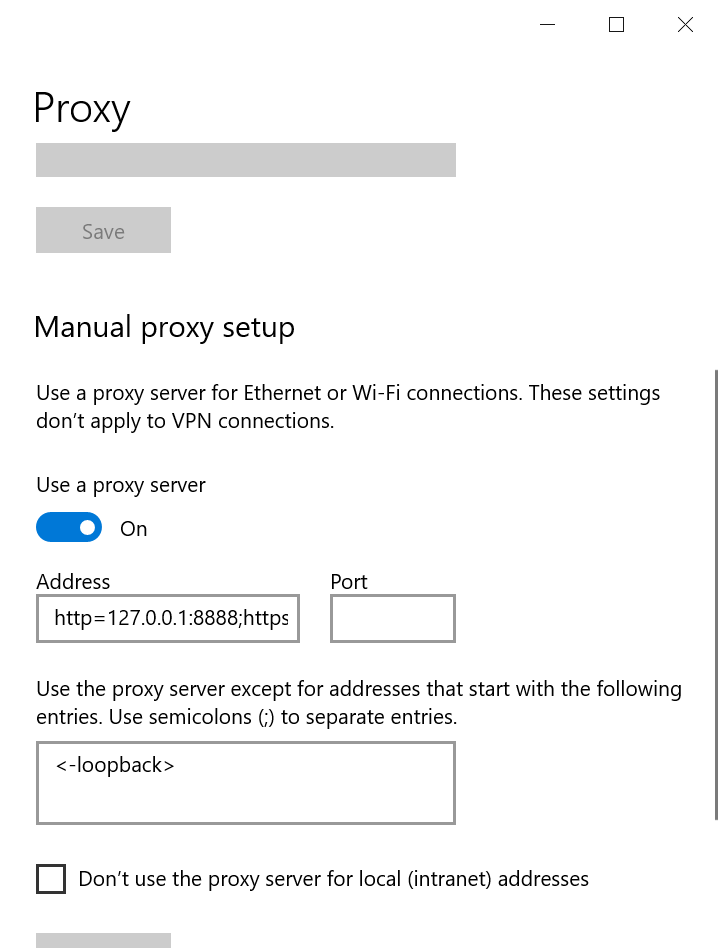 Proxy
Save
Manual proxy setup
Use a proxy server for Ethernet or Wi-Fi connections. These settings
don’t apply to VPN connections.
Use a proxy server
On
Address
Port
http=127.0.0.1:8888;https
Use the proxy server except for addresses that start with the following
entries. Use semicolons (;) to separate entries.
<-loopback>
Don’t use the proxy server for local (intranet) addresses